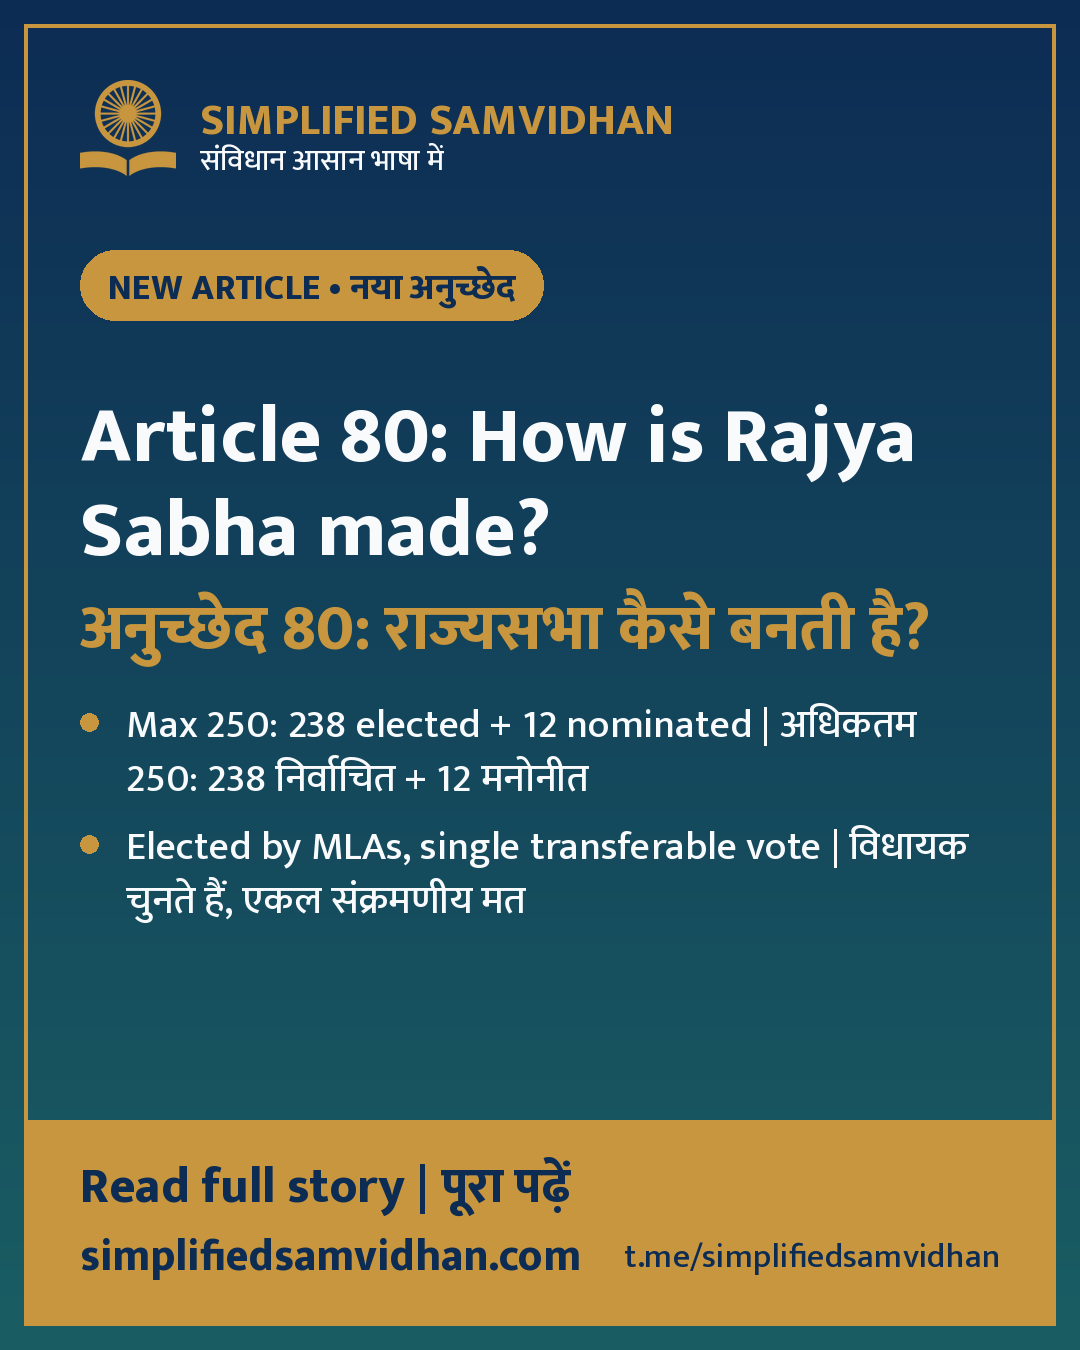 SIMPLIFIED SAMVIDHAN
संविधान आसान भाषा में
NEW ARTICLE • नया अनुच्छेद
Article 80: How is Rajya
Sabha made?
अनुच्छेद 80: राज्यसभा कैसे बनती है?
Max 250: 238 elected + 12 nominated | अधिकतम
250: 238 निर्वाचित + 12 मनोनीत
Elected by MLAs, single transferable vote | विधायक
चुनते हैं, एकल संक्रमणीय मत
Read full story | पूरा पढ़ें
simplifiedsamvidhan.com t.me/simplifiedsamvidhan